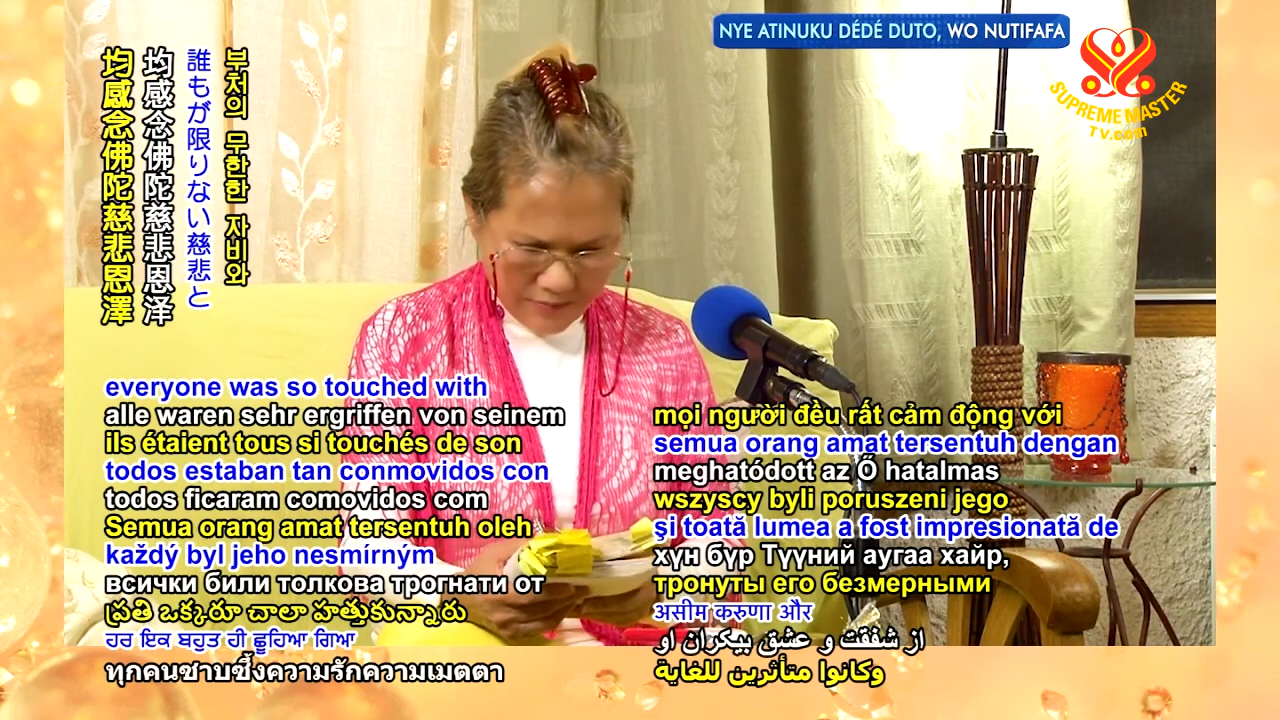 NYE ATINUKU DÉDÉ DUTO, WO NUTIFAFA
SUPREME MASTER
TV.com
부처의 무한한 자비와
誰もが限りない慈悲と
均感念佛陀慈悲恩泽
均感念佛陀慈悲恩澤
everyone was so touched with
alle waren sehr ergriffen von seinem
ils étaient tous si touchés de son
todos estaban tan conmovidos con
todos ficaram comovidos com
Semua orang amat tersentuh oleh
každý byl jeho nesmírným
всички били толкова трогнати от
ప్రతి ఒక్కరూ చాలా హత్తుకున్నారు
ਹਰ ਇਕ ਬਹੁਤ ਹੀ ਛੂਹਿਆ ਗਿਆ
ทุกคนซาบซึ้งความรักความเมตตา
mọi người đều rất cảm động với
semua orang amat tersentuh dengan
meghatódott az Ő hatalmas
wszyscy byli poruszeni jego
şi toată lumea a fost impresionată de
хүн бүр Түүний аугаа хайр,
тронуты его безмерными
असीम करुणा और
از شفقت و عشق بیکران او
وكانوا متأثرين للغاية